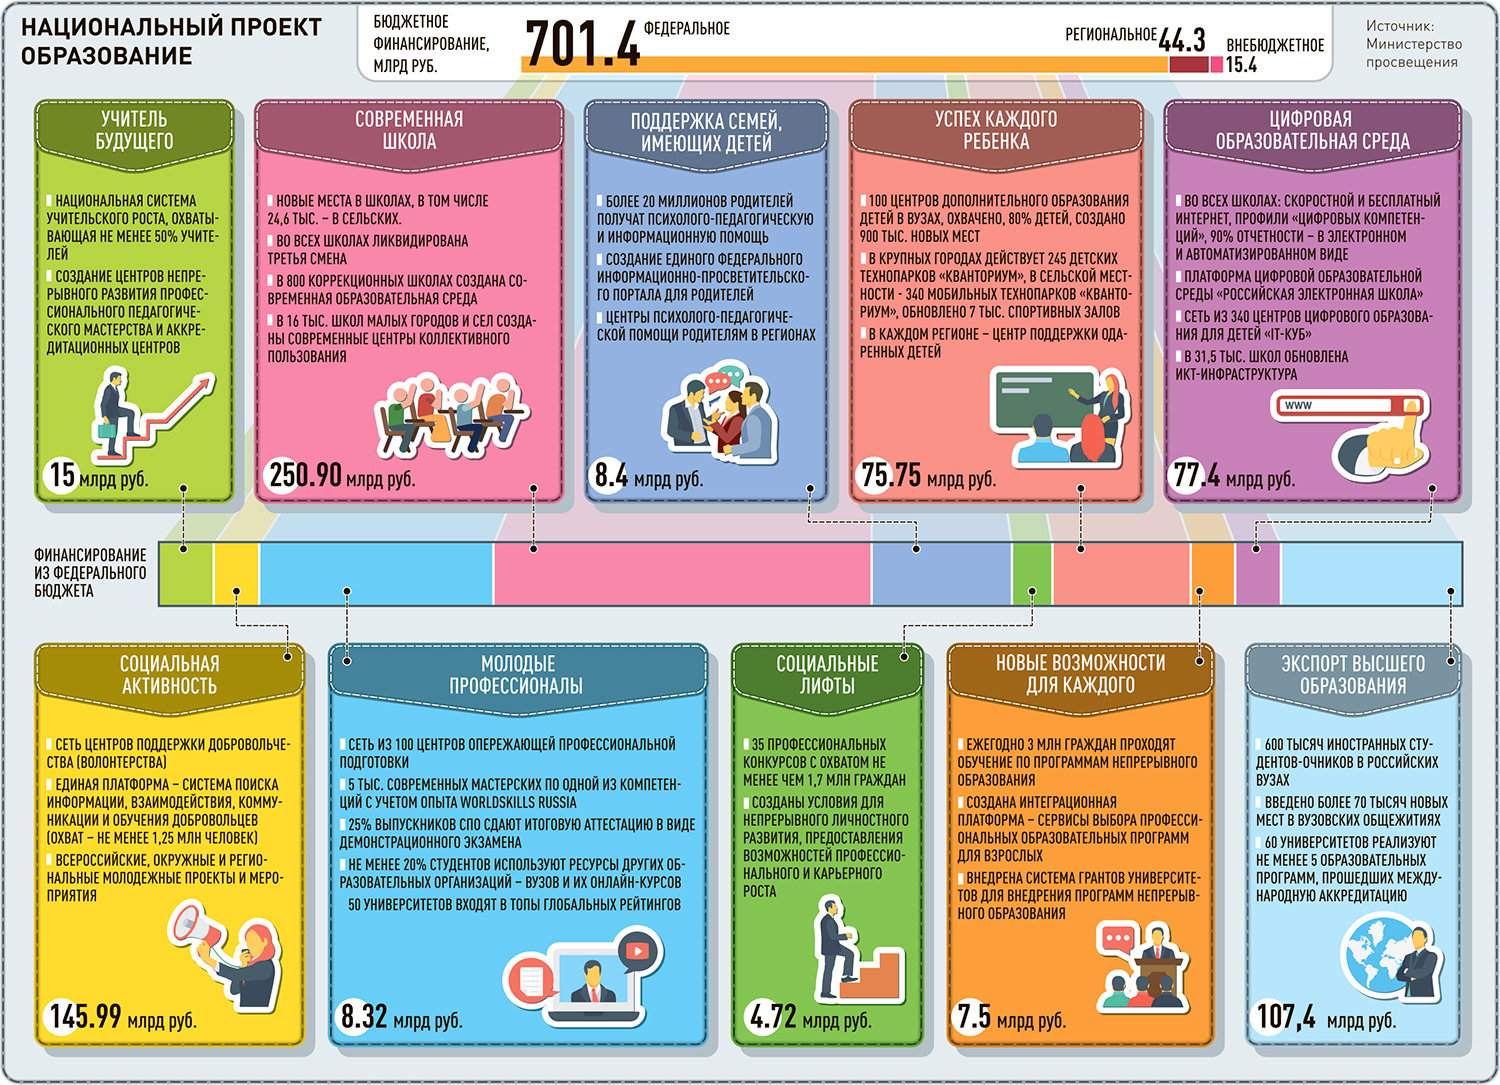 НАЦИОНАЛЬНЫЙ ПРОЕКТ
ОБРАЗОВАНИЕ
БЮДЖЕТНОЕ
ФИНАНСИРОВАНИЕ,
МЛРД РУБ.
701.4 ФЕДЕРАЛЬНОЕ
РЕГИОНАЛЬНОЕ 44.3
ВНЕБЮДЖЕТНОЕ
15.4
Источник:
Министерство
просвещения
УЧИТЕЛЬ
БУДУЩЕГО
НАЦИОНАЛЬНАЯ СИСТЕМА
УЧИТЕЛЬСКОГО РОСТА, ОХВАТЫ-
ВАЮЩАЯ НЕ МЕНЕЕ 50% УЧИТЕ-
ЛЕЙ
СОЗДАНИЕ ЦЕНТРОВ НЕПРЕ-
РЫВНОГО РАЗВИТИЯ ПРОФЕС-
СИОНАЛЬНОГО ПЕДАГОГИЧЕ-
СКОГО МАСТЕРСТВА И АККРЕ-
ДИТАЦИОННЫХ ЦЕНТРОВ
15 млрд руб.
СОВРЕМЕННАЯ
ШКОЛА
НОВЫЕ МЕСТА В ШКОЛАХ, В ТОМ ЧИСЛЕ
24,6 ТЫС. – В СЕЛЬСКИХ.
ВО ВСЕХ ШКОЛАХ ЛИКВИДИРОВАНА
ТРЕТЬЯ СМЕНА
В 800 КОРРЕКЦИОННЫХ ШКОЛАХ СОЗДАНА СО-
ВРЕМЕННАЯ ОБРАЗОВАТЕЛЬНАЯ СРЕДА
В 16 ТЫС. ШКОЛ МАЛЫХ ГОРОДОВ И СЕЛ СОЗДА-
НЫ СОВРЕМЕННЫЕ ЦЕНТРЫ КОЛЛЕКТИВНОГО
ПОЛЬЗОВАНИЯ
250.90 млрд руб.
ПОДДЕРЖКА СЕМЕЙ,
ИМЕЮЩИХ ДЕТЕЙ
БОЛЕЕ 20 МИЛЛИОНОВ РОДИТЕЛЕЙ
ПОЛУЧАТ ПСИХОЛОГО-ПЕДАГОГИЧЕСКУЮ
И ИНФОРМАЦИОННУЮ ПОМОЩЬ
СОЗДАНИЕ ЕДИНОГО ФЕДЕРАЛЬНОГО
ИНФОРМАЦИОННО-ПРОСВЕТИТЕЛЬСКО-
ГО ПОРТАЛА ДЛЯ РОДИТЕЛЕЙ
ЦЕНТРЫ ПСИХОЛОГО-ПЕДАГОГИЧЕ-
СКОЙ ПОМОЩИ РОДИТЕЛЯМ В РЕГИОНАХ
8.4 млрд руб.
УСПЕХ КАЖДОГО
РЕБЕНКА
100 ЦЕНТРОВ ДОПОЛНИТЕЛЬНОГО ОБРАЗОВАНИЯ
ДЕТЕЙ В ВУЗАХ, ОХВАЧЕНО, 80% ДЕТЕЙ, СОЗДАНО
900 ТЫС. НОВЫХ МЕСТ
В КРУПНЫХ ГОРОДАХ ДЕЙСТВУЕТ 245 ДЕТСКИХ
ТЕХНОПАРКОВ «КВАНТОРИУМ», В СЕЛЬСКОЙ МЕСТ-
НОСТИ - 340 МОБИЛЬНЫХ ТЕХНОПАРКОВ «КВАНТО-
РИУМ», ОБНОВЛЕНО 7 ТЫС. СПОРТИВНЫХ ЗАЛОВ
В КАЖДОМ РЕГИОНЕ – ЦЕНТР ПОДДЕРЖКИ ОДА-
РЕННЫХ ДЕТЕЙ
75.75 млрд руб.
ЦИФРОВАЯ
ОБРАЗОВАТЕЛЬНАЯ СРЕДА
ВО ВСЕХ ШКОЛАХ: СКОРОСТНОЙ И БЕСПЛАТНЫЙ
ИНТЕРНЕТ, ПРОФИЛИ «ЦИФРОВЫХ КОМПЕТЕН-
ЦИЙ», 90% ОТЧЕТНОСТИ – В ЭЛЕКТРОННОМ
И АВТОМАТИЗИРОВАННОМ ВИДЕ
ПЛАТФОРМА ЦИФРОВОЙ ОБРАЗОВАТЕЛЬНОЙ
СРЕДЫ «РОССИЙСКАЯ ЭЛЕКТРОННАЯ ШКОЛА»
СЕТЬ ИЗ 340 ЦЕНТРОВ ЦИФРОВОГО ОБРАЗОВА-
НИЯ ДЛЯ ДЕТЕЙ «IT-КУБ»
В 31,5 ТЫС. ШКОЛ ОБНОВЛЕНА
ИКТ-ИНФРАСТРУКТУРА
WWW
77.4 млрд руб.
ФИНАНСИРОВАНИЕ
ИЗ ФЕДЕРАЛЬНОГО
БЮДЖЕТА
СОЦИАЛЬНАЯ
АКТИВНОСТЬ
СЕТЬ ЦЕНТРОВ ПОДДЕРЖКИ ДОБРОВОЛЬЧЕ-
СТВА (ВОЛОНТЕРСТВА)
ЕДИНАЯ ПЛАТФОРМА – СИСТЕМА ПОИСКА
ИНФОРМАЦИИ, ВЗАИМОДЕЙСТВИЯ, КОММУ-
НИКАЦИИ И ОБУЧЕНИЯ ДОБРОВОЛЬЦЕВ
(ОХВАТ – НЕ МЕНЕЕ 1,25 МЛН ЧЕЛОВЕК)
ВСЕРОССИЙСКИЕ, ОКРУЖНЫЕ И РЕГИО-
НАЛЬНЫЕ МОЛОДЕЖНЫЕ ПРОЕКТЫ И МЕРО-
ПРИЯТИЯ
145.99 млрд руб.
МОЛОДЫЕ
ПРОФЕССИОНАЛЫ
СЕТЬ ИЗ 100 ЦЕНТРОВ ОПЕРЕЖАЮЩЕЙ ПРОФЕССИОНАЛЬНОЙ
ПОДГОТОВКИ
5 ТЫС. СОВРЕМЕННЫХ МАСТЕРСКИХ ПО ОДНОЙ ИЗ КОМПЕТЕН-
ЦИЙ С УЧЕТОМ ОПЫТА WORLDSKILLS RUSSIA
25% ВЫПУСКНИКОВ СПО СДАЮТ ИТОГОВУЮ АТТЕСТАЦИЮ В ВИДЕ
ДЕМОНСТРАЦИОННОГО ЭКЗАМЕНА
НЕ МЕНЕЕ 20% СТУДЕНТОВ ИСПОЛЬЗУЮТ РЕСУРСЫ ДРУГИХ ОБ-
РАЗОВАТЕЛЬНЫХ ОРГАНИЗАЦИЙ – ВУЗОВ И ИХ ОНЛАЙН-КУРСОВ
50 УНИВЕРСИТЕТОВ ВХОДЯТ В ТОПЫ ГЛОБАЛЬНЫХ РЕЙТИНГОВ
8.32 млрд руб.
СОЦИАЛЬНЫЕ
ЛИФТЫ
35 ПРОФЕССИОНАЛЬНЫХ
КОНКУРСОВ С ОХВАТОМ НЕ
МЕНЕЕ ЧЕМ 1,7 МЛН ГРАЖДАН
СОЗДАНЫ УСЛОВИЯ ДЛЯ
НЕПРЕРЫВНОГО ЛИЧНОСТНОГО
РАЗВИТИЯ, ПРЕДОСТАВЛЕНИЯ
ВОЗМОЖНОСТЕЙ ПРОФЕССИО-
НАЛЬНОГО И КАРЬЕРНОГО
РОСТА
4.72 млрд руб.
НОВЫЕ ВОЗМОЖНОСТИ
ДЛЯ КАЖДОГО
ЕЖЕГОДНО 3 МЛН ГРАЖДАН ПРОХОДЯТ
ОБУЧЕНИЕ ПО ПРОГРАММАМ НЕПРЕРЫВНОГО
ОБРАЗОВАНИЯ
СОЗДАНА ИНТЕГРАЦИОННАЯ
ПЛАТФОРМА – СЕРВИСЫ ВЫБОРА ПРОФЕССИ-
ОНАЛЬНЫХ ОБРАЗОВАТЕЛЬНЫХ ПРОГРАММ
ДЛЯ ВЗРОСЛЫХ
ВНЕДРЕНА СИСТЕМА ГРАНТОВ УНИВЕРСИТЕ-
ТОВ ДЛЯ ВНЕДРЕНИЯ ПРОГРАММ НЕПРЕРЫВ-
НОГО ОБРАЗОВАНИЯ
7.5 млрд руб.
ЭКСПОРТ ВЫСШЕГО
ОБРАЗОВАНИЯ
600 ТЫСЯЧ ИНОСТРАННЫХ СТУ-
ДЕНТОВ-ОЧНИКОВ В РОССИЙСКИХ
ВУЗАХ
ВВЕДЕНО БОЛЕЕ 70 ТЫСЯЧ НОВЫХ
МЕСТ В ВУЗОВСКИХ ОБЩЕЖИТИЯХ
60 УНИВЕРСИТЕТОВ РЕАЛИЗУЮТ
НЕ МЕНЕЕ 5 ОБРАЗОВАТЕЛЬНЫХ
ПРОГРАММ, ПРОШЕДШИХ МЕЖДУ-
НАРОДНУЮ АККРЕДИТАЦИЮ
107,4 млрд руб.